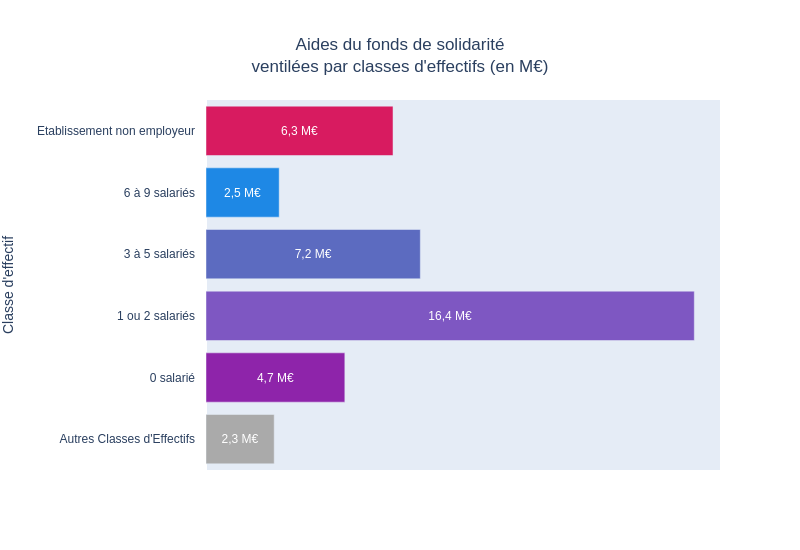 Aides du fonds de solidarité
ventilées par classes d'effectifs (en M€)
Classe d'effectif
Etablissement non employeur
6,3 M€
6 à 9 salariés
2,5 M€
3 à 5 salariés
7,2 M€
1 ou 2 salariés
16,4 M€
0 salarié
4,7 M€
Autres Classes d'Effectifs
2,3 M€